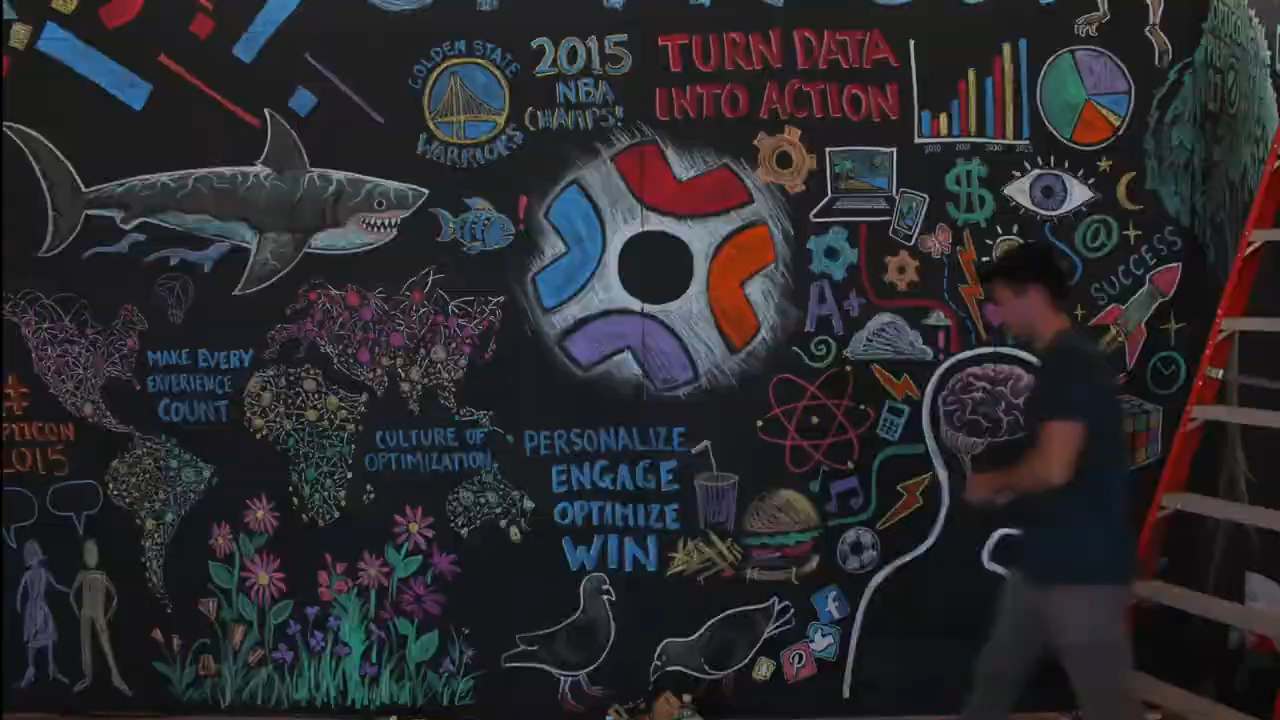 GOLDEN STATE
WARRIORS
2015
NBA
CHAMPS!
TURN DATA
INTO ACTION
2015
$
@
SUCCESS
A+
MAKE EVERY
EXPERIENCE
COUNT
#
OPTICON
2015
CULTURE OF
OPTIMIZATION
PERSONALIZE
ENGAGE
OPTIMIZE
WIN
f